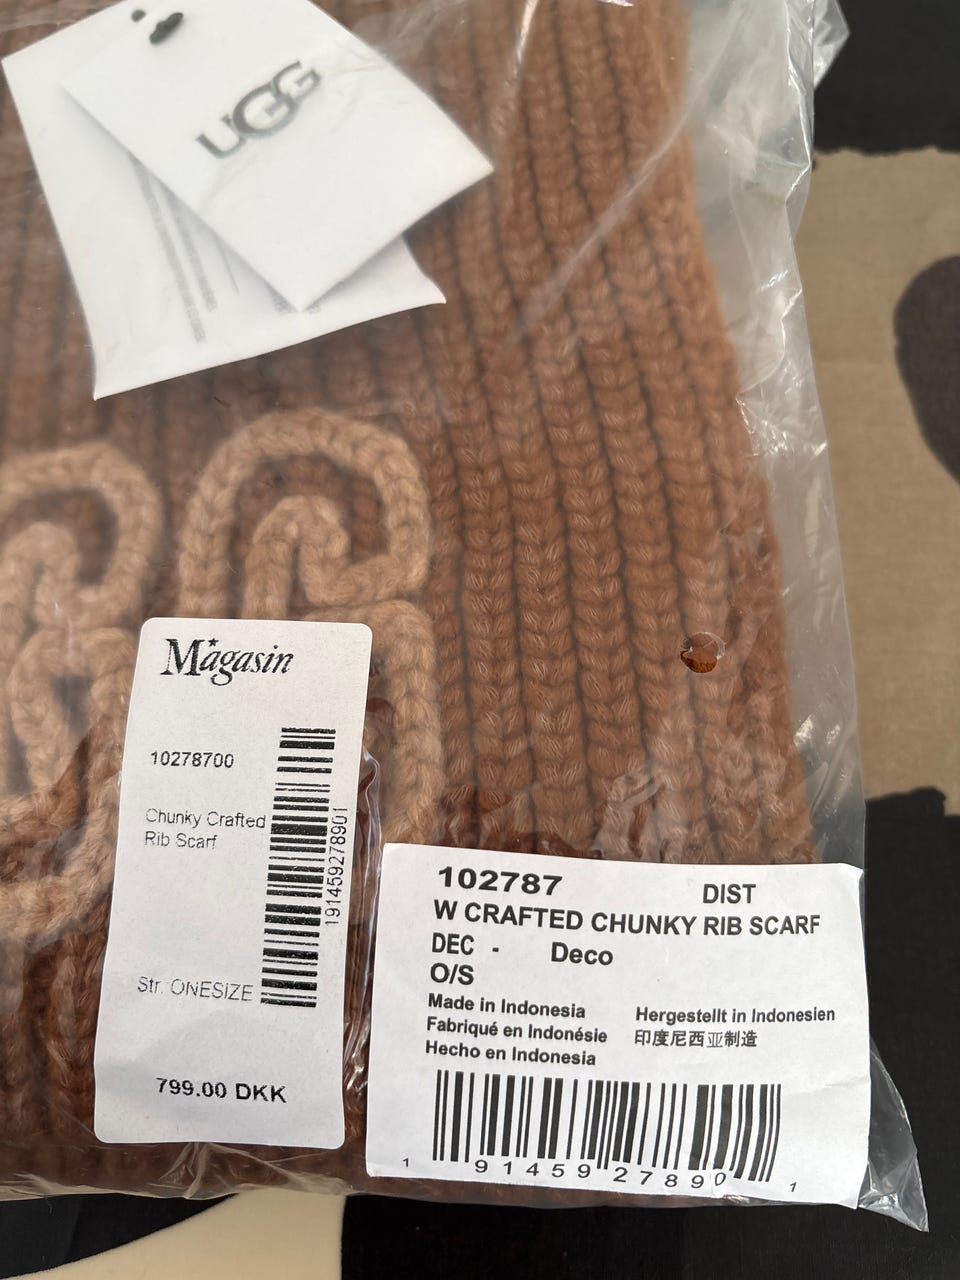 UGG
Magasin
10278700
Chunky Crafted
Rib Scarf
191459278901
Str. ONESIZE
799.00 DKK
102787 DIST
W CRAFTED CHUNKY RIB SCARF
DEC - Deco
O/S
Made in Indonesia Hergestellt in Indonesien
Fabriqué en Indonésie 印度尼西亚制造
Hecho en Indonesia
1 91459 27890 1